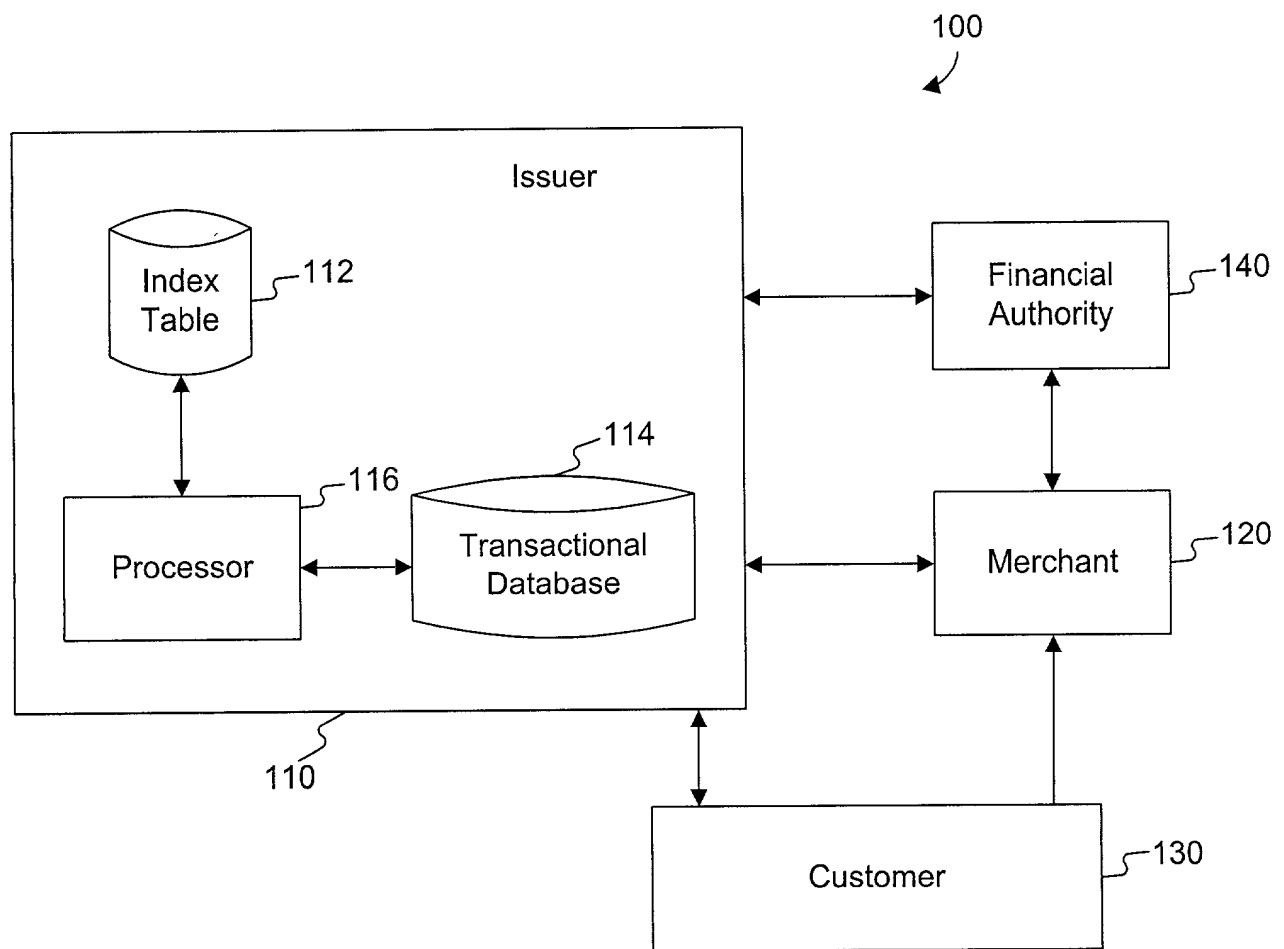 100
Issuer
Index
Table
112
Financial
Authority
140
114
116
Processor
Transactional
Database
Merchant
120
110
Customer
130